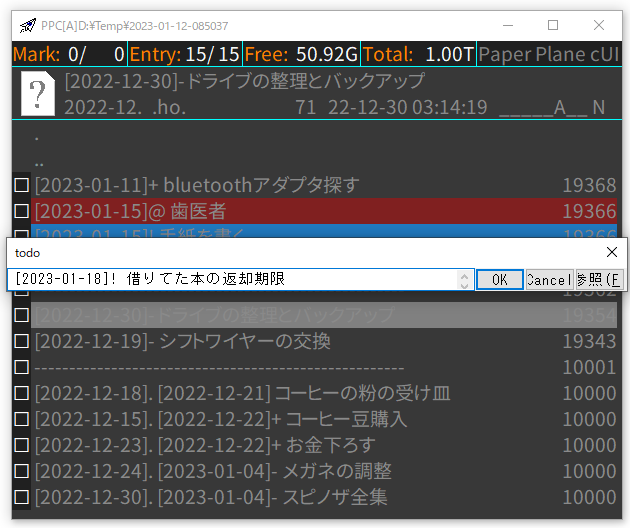 PPC[A]D:¥Temp¥2023-01-12-085037
Mark: 0/ 0 Entry: 15/ 15 Free: 50.92G Total: 1.00T Paper Plane cUI
[2022-12-30]-ドライブの整理とバックアップ
2022-12. .ho. 71 22-12-30 03:14:19 _____A__ N
.
..
[2023-01-11]+ bluetoothアダプタ探す 19368
[2023-01-15]@ 歯医者 19366
[2023-01-15]! 手紙を書く 19366
todo
[2023-01-18]! 借りてた本の返却期限 OK Cancel 参照(F
19362
[2022-12-30]-ドライブの整理とバックアップ 19354
[2022-12-19]- シフトワイヤーの交換 19343
---------------------------------------------------- 10001
[2022-12-18]. [2022-12-21] コーヒーの粉の受け皿 10000
[2022-12-15]. [2022-12-22]+ コーヒー豆購入 10000
[2022-12-23]. [2022-12-22]+ お金下ろす 10000
[2022-12-24]. [2023-01-04]- メガネの調整 10000
[2022-12-30]. [2023-01-04]- スピノザ全集 10000